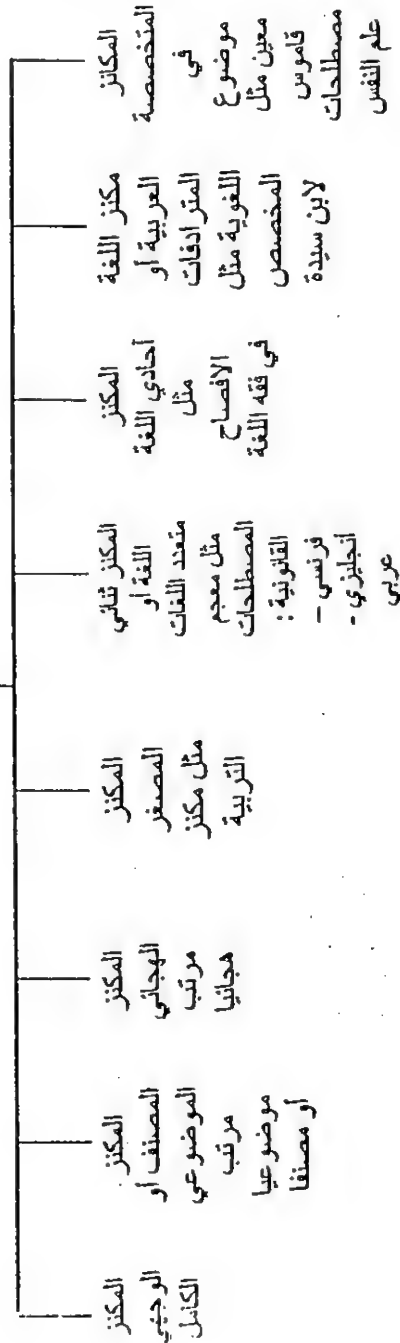 المكانز
المتخصصة
في
موضوع
معين مثل
قاموس
مصطلحات
علم النفس
مكنز اللغة
العربية أو
المترادفات
اللغوية مثل
المخصص
لابن سيدة
المكنز
أحادي اللغة
مثل
الافصاح
في فقه اللغة
المكنز ثنائي
اللغة أو
متعدد اللغات
مثل معجم
المصطلحات
القانونية :
فرنسي –
انجليزي -
عربي
المكنز
المصغر
مثل مكنز
التربية
المكنز
الهجائي
مرتب
هجائيا
المكنز
المصنف أو
الموضوعي
مرتب
موضوعيا
أو مصنفا
المكنز
الوجيهي
الكامل